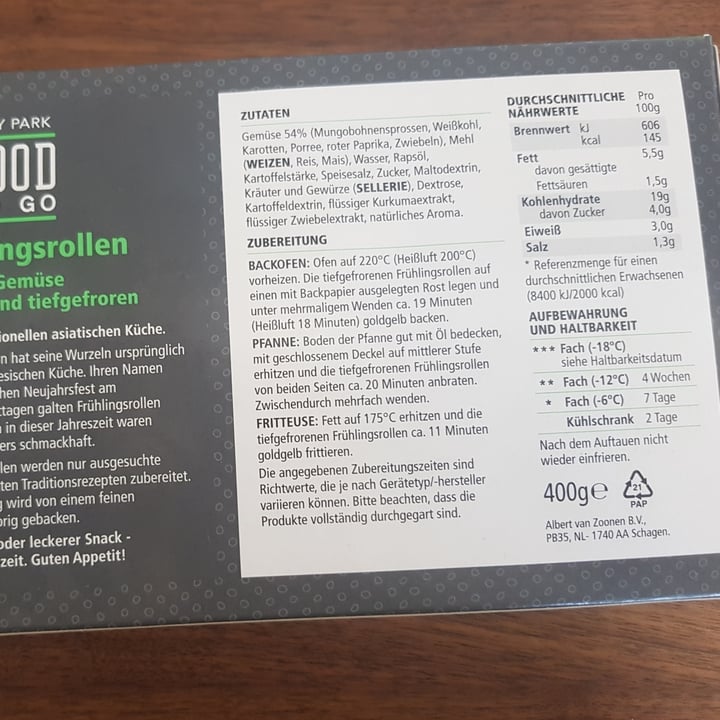 Y PARK
OOD
GO
ngsrollen
Gemüse
nd tiefgefroren
ionellen asiatischen Küche.
n hat seine Wurzeln ursprünglich
esischen Küche. Ihren Namen
hen Neujahrsfest am
tagen galten Frühlingsrollen
in dieser Jahreszeit waren
ers schmackhaft.
len werden nur ausgesuchte
ten Traditionsrezepten zubereitet.
g wird von einem feinen
rig gebacken.
oder leckerer Snack -
zeit. Guten Appetit!
ZUTATEN
Gemüse 54% (Mungobohnensprossen, Weißkohl,
Karotten, Porree, roter Paprika, Zwiebeln), Mehl
(WEIZEN, Reis, Mais), Wasser, Rapsöl,
Kartoffelstärke, Speisesalz, Zucker, Maltodextrin,
Kräuter und Gewürze (SELLERIE), Dextrose,
Kartoffeldextrin, flüssiger Kurkumaextrakt,
flüssiger Zwiebelextrakt, natürliches Aroma.
ZUBEREITUNG
BACKOFEN: Ofen auf 220°C (Heißluft 200°C)
vorheizen. Die tiefgefrorenen Frühlingsrollen auf
einen mit Backpapier ausgelegten Rost legen und
unter mehrmaligem Wenden ca. 19 Minuten
(Heißluft 18 Minuten) goldgelb backen.
PFANNE: Boden der Pfanne gut mit Öl bedecken,
mit geschlossenem Deckel auf mittlerer Stufe
erhitzen und die tiefgefrorenen Frühlingsrollen
von beiden Seiten ca. 20 Minuten anbraten.
Zwischendurch mehrfach wenden.
FRITTEUSE: Fett auf 175°C erhitzen und die
tiefgefrorenen Frühlingsrollen ca. 11 Minuten
goldgelb frittieren.
Die angegebenen Zubereitungszeiten sind
Richtwerte, die je nach Gerätetyp/-hersteller
variieren können. Bitte beachten, dass die
Produkte vollständig durchgegart sind.
DURCHSCHNITTLICHE Pro
NÄHRWERTE 100g
Brennwert kJ 606
kcal 145
Fett 5,5g
davon gesättigte
Fettsäuren 1,5g
Kohlenhydrate 19g
davon Zucker 4,0g
Eiweiß 3,0g
Salz 1,3g
* Referenzmenge für einen
durchschnittlichen Erwachsenen
(8400 kJ/2000 kcal)
AUFBEWAHRUNG
UND HALTBARKEIT
*** Fach (-18°C)
siehe Haltbarkeitsdatum
** Fach (-12°C) 4 Wochen
* Fach (-6°C) 7 Tage
Kühlschrank 2 Tage
Nach dem Auftauen nicht
wieder einfrieren.
400g e 21
PAP
Albert van Zoonen B.V.,
PB35, NL- 1740 AA Schagen.